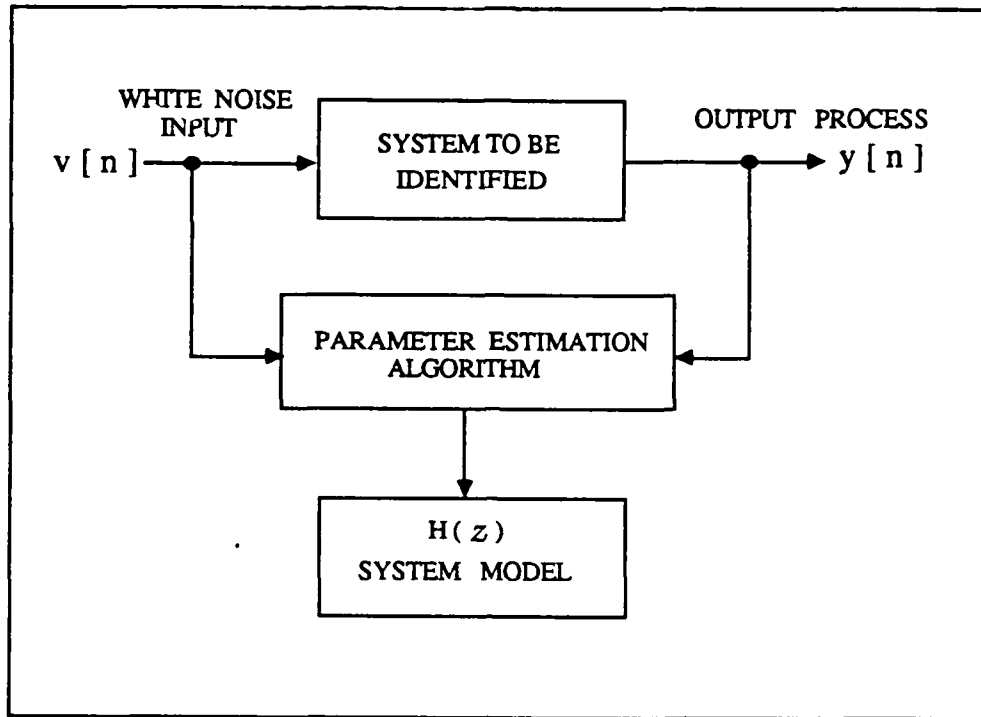 WHITE NOISE
INPUT
v [ n ]
SYSTEM TO BE
IDENTIFIED
OUTPUT PROCESS
y [ n ]
PARAMETER ESTIMATION
ALGORITHM
H ( z )
SYSTEM MODEL